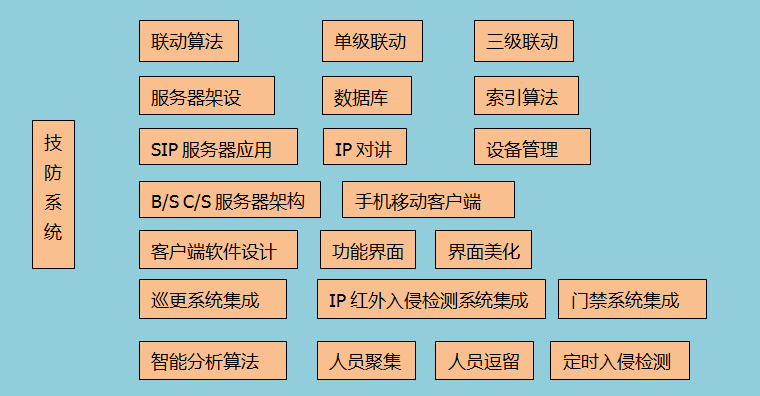 联动算法 单级联动 三级联动
服务器架设 数据库 索引算法
SIP 服务器应用 IP 对讲 设备管理
技防系统
B/S C/S 服务器架构 手机移动客户端
客户端软件设计 功能界面 界面美化
巡更系统集成 IP 红外入侵检测系统集成 门禁系统集成
智能分析算法 人员聚集 人员逗留 定时入侵检测